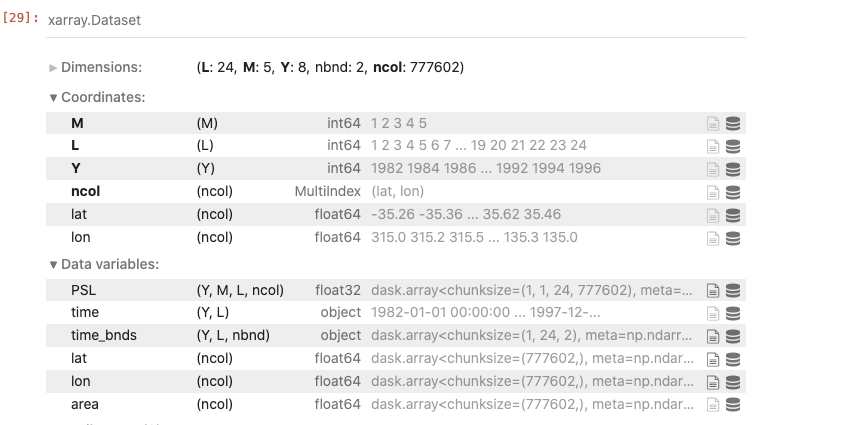 [29]: xarray.Dataset
▶ Dimensions: (L: 24, M: 5, Y: 8, nbnd: 2, ncol: 777602)
▼ Coordinates:
M (M) int64 1 2 3 4 5
L (L) int64 1 2 3 4 5 6 7 ... 19 20 21 22 23 24
Y (Y) int64 1982 1984 1986 ... 1992 1994 1996
ncol (ncol) MultiIndex (lat, lon)
lat (ncol) float64 -35.26 -35.36 ... 35.62 35.46
lon (ncol) float64 315.0 315.2 315.5 ... 135.3 135.0
▼ Data variables:
PSL (Y, M, L, ncol) float32 dask.array<chunksize=(1, 1, 24, 777602), meta=...
time (Y, L) object 1982-01-01 00:00:00 ... 1997-12-...
time_bnds (Y, L, nbnd) object dask.array<chunksize=(1, 24, 2), meta=np.ndarr...
lat (ncol) float64 dask.array<chunksize=(777602,), meta=np.ndar...
lon (ncol) float64 dask.array<chunksize=(777602,), meta=np.ndar...
area (ncol) float64 dask.array<chunksize=(777602,), meta=np.ndar...